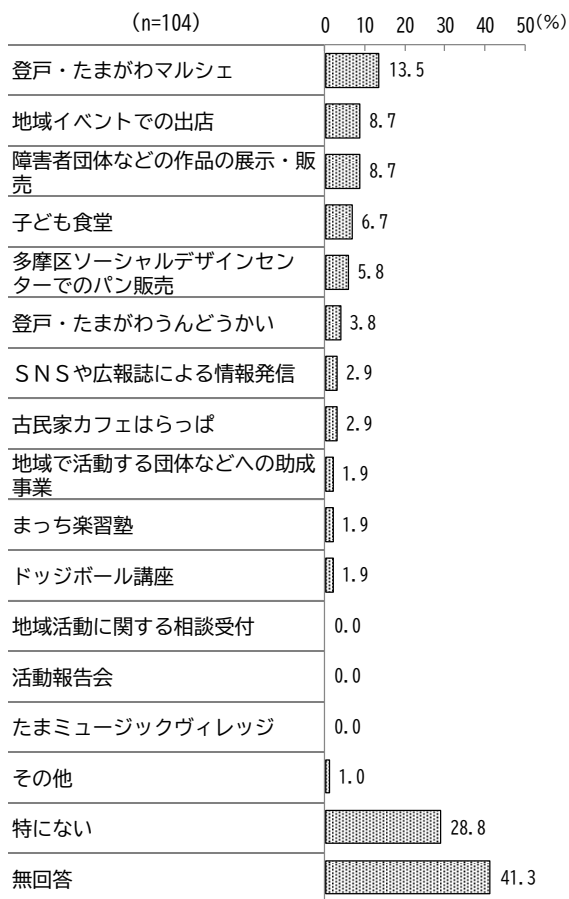 (n=104)
0 10 20 30 40 50(%)
登戸・たまがわマルシェ 13.5
地域イベントでの出店 8.7
障害者団体などの作品の展示・販
売 8.7
子ども食堂 6.7
多摩区ソーシャルデザインセン
ターでのパン販売 5.8
登戸・たまがわうんどうかい 3.8
ＳＮＳや広報誌による情報発信 2.9
古民家カフェはらっぱ 2.9
地域で活動する団体などへの助成
事業 1.9
まっち楽習塾 1.9
ドッジボール講座 1.9
地域活動に関する相談受付 0.0
活動報告会 0.0
たまミュージックヴィレッジ 0.0
その他 1.0
特にない 28.8
無回答 41.3